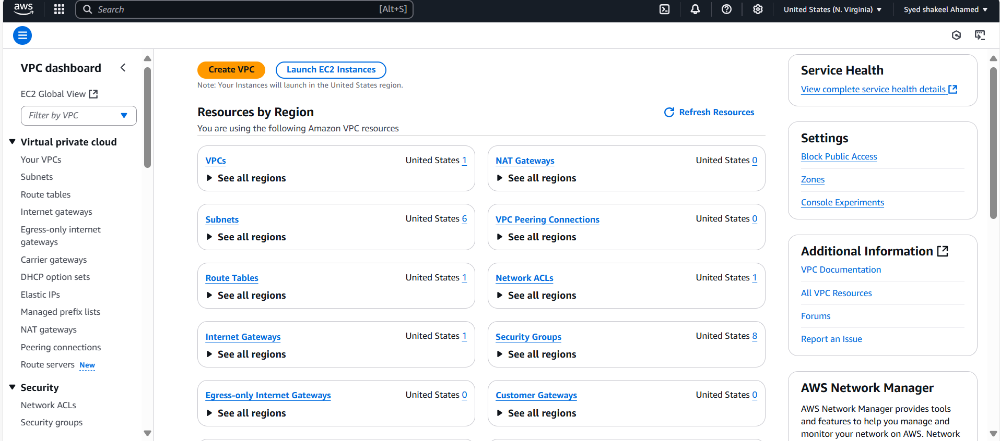 aws
Search
[Alt+S]
United States (N. Virginia)
Syed shakeel Ahamed
VPC dashboard
EC2 Global View
Filter by VPC
Virtual private cloud
Your VPCs
Subnets
Route tables
Internet gateways
Egress-only internet
gateways
Carrier gateways
DHCP option sets
Elastic IPs
Managed prefix lists
NAT gateways
Peering connections
Route servers New
Security
Network ACLs
Security groups
Create VPC
Launch EC2 Instances
Note: Your Instances will launch in the United States region.
Resources by Region
Refresh Resources
You are using the following Amazon VPC resources
VPCs
United States 1
See all regions
NAT Gateways
United States 0
See all regions
Subnets
United States 6
See all regions
VPC Peering Connections
United States 0
See all regions
Route Tables
United States 1
See all regions
Network ACLs
United States 1
See all regions
Internet Gateways
United States 1
See all regions
Security Groups
United States 8
See all regions
Egress-only Internet Gateways
United States 0
See all regions
Customer Gateways
United States 0
See all regions
Service Health
View complete service health details
Settings
Block Public Access
Zones
Console Experiments
Additional Information
VPC Documentation
All VPC Resources
Forums
Report an Issue
AWS Network Manager
AWS Network Manager provides tools
and features to help you manage and
monitor your network on AWS. Network